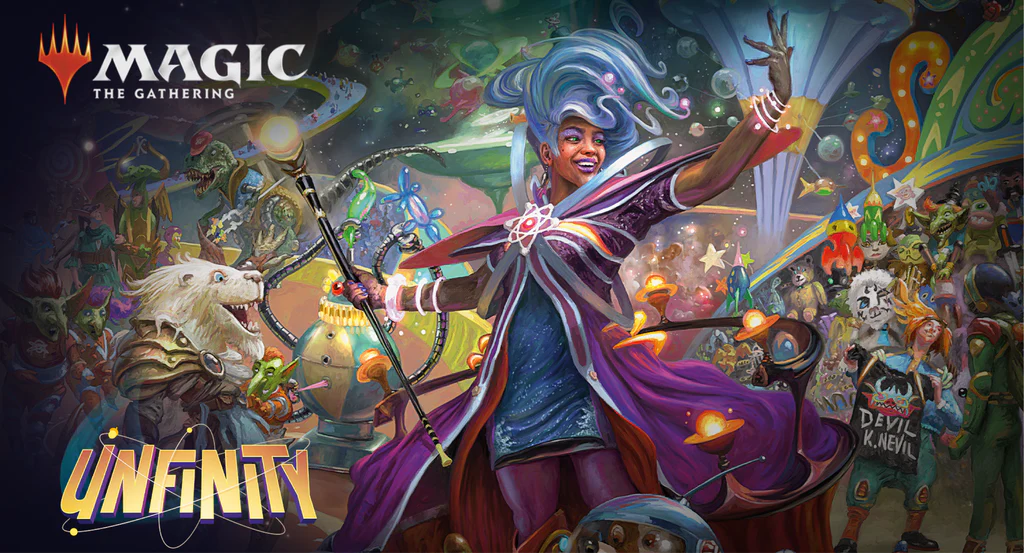 MAGIC
THE GATHERING
UNFINITY
DEVIL
K. NEVIL